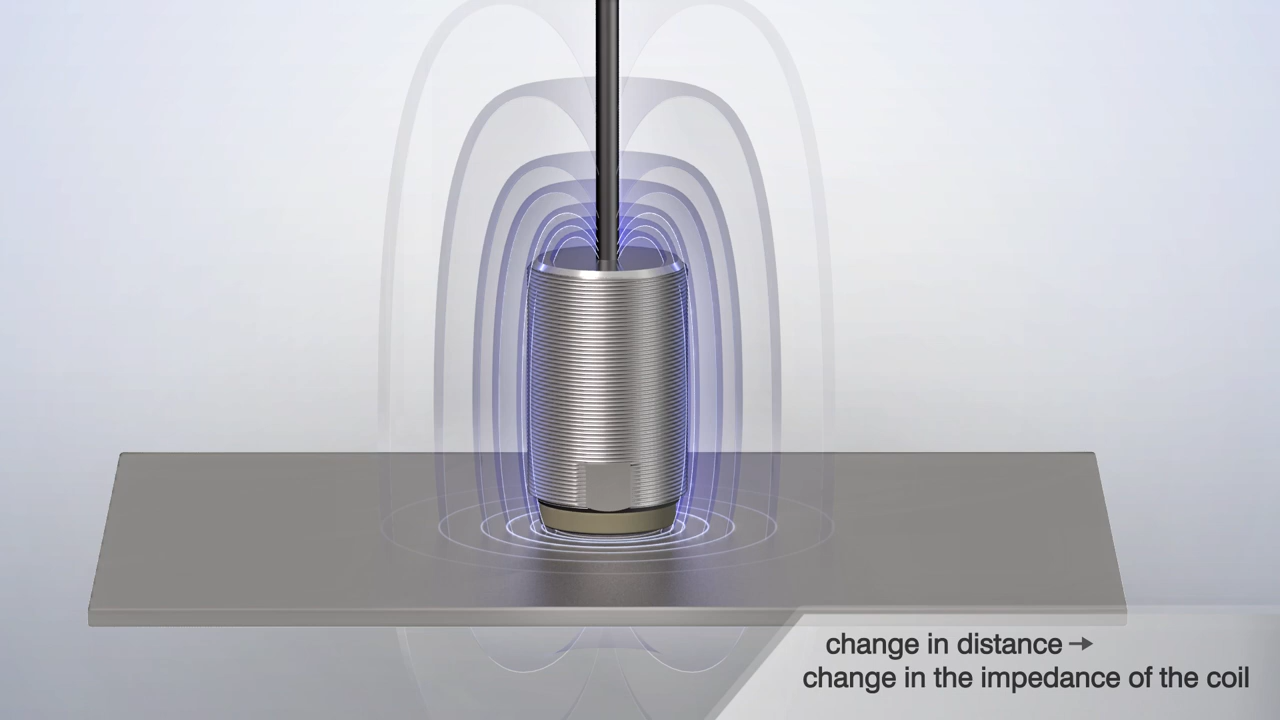 change in distance →
change in the impedance of the coil